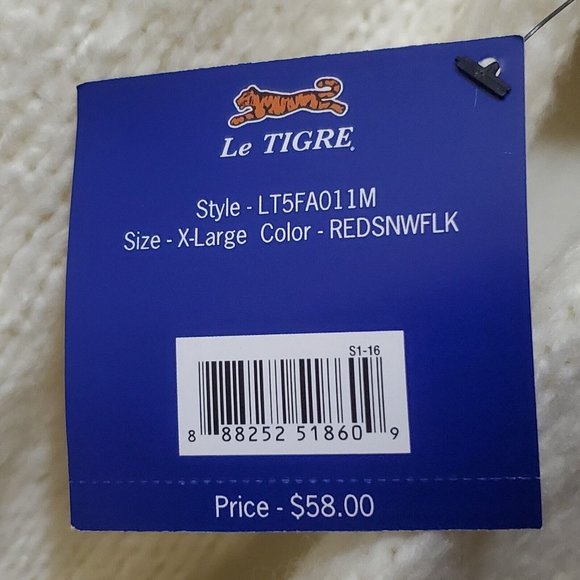 Le TIGRE®
Style - LT5FA011M
Size - X-Large Color - REDSNWFLK
S1-16
8 88252 51860 9
Price - $58.00